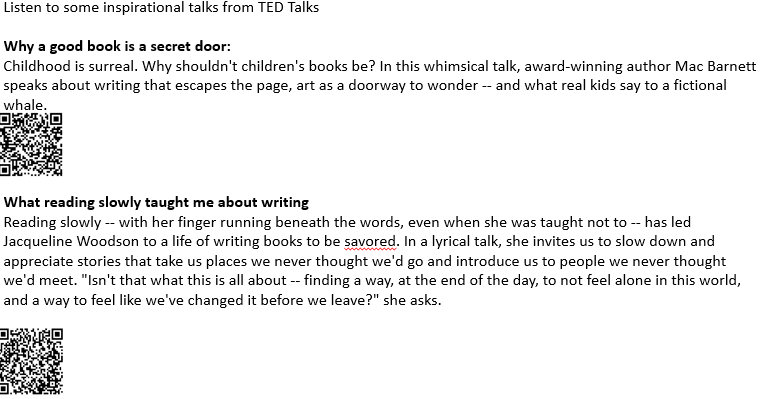 Listen to some inspirational talks from TED Talks
Why a good book is a secret door:
Childhood is surreal. Why shouldn't children's books be? In this whimsical talk, award-winning author Mac Barnett
speaks about writing that escapes the page, art as a doorway to wonder -- and what real kids say to a fictional
whale.
What reading slowly taught me about writing
Reading slowly -- with her finger running beneath the words, even when she was taught not to -- has led
Jacqueline Woodson to a life of writing books to be savored. In a lyrical talk, she invites us to slow down and
appreciate stories that take us places we never thought we'd go and introduce us to people we never thought
we'd meet. "Isn't that what this is all about -- finding a way, at the end of the day, to not feel alone in this world,
and a way to feel like we've changed it before we leave?" she asks.